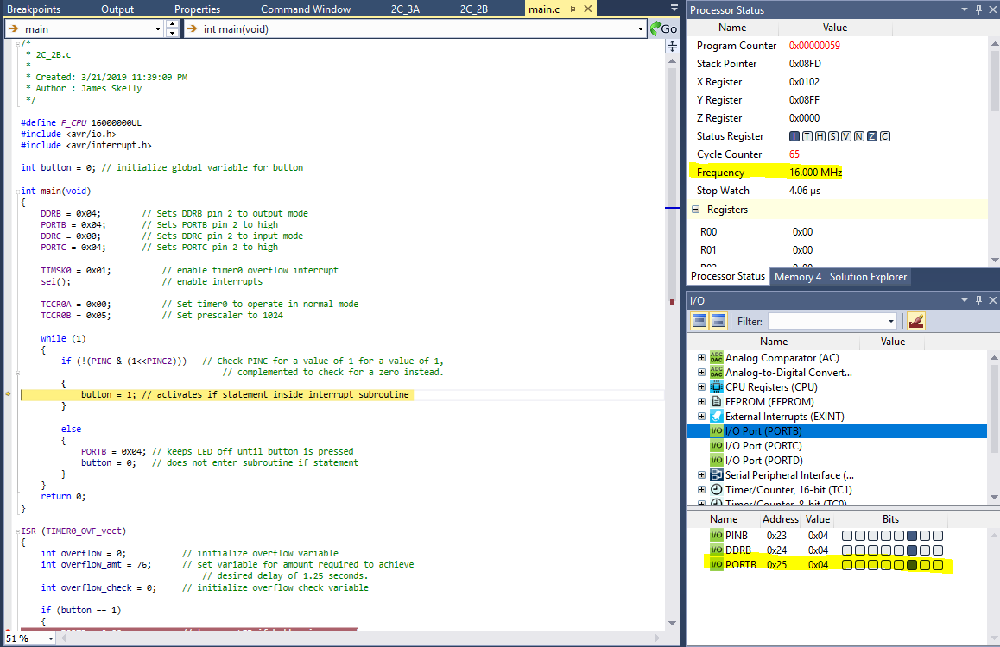 Breakpoints Output Properties Command Window 2C_3A 2C_2B main.c
main int main(void) Go
/*
* 2C_2B.c
*
* Created: 3/21/2019 11:39:09 PM
* Author : James Skelly
*/
#define F_CPU 16000000UL
#include <avr/io.h>
#include <avr/interrupt.h>
int button = 0; // initialize global variable for button
int main(void)
{
DDRB = 0x04; // Sets DDRB pin 2 to output mode
PORTB = 0x04; // Sets PORTB pin 2 to high
DDRC = 0x00; // Sets DDRC pin 2 to input mode
PORTC = 0x04; // Sets PORTC pin 2 to high
TIMSK0 = 0x01; // enable timer0 overflow interrupt
sei(); // enable interrupts
TCCR0A = 0x00; // Set timer0 to operate in normal mode
TCCR0B = 0x05; // Set prescaler to 1024
while (1)
{
if (!(PINC & (1<<PINC2))) // Check PINC for a value of 1 for a value of 1,
// complemented to check for a zero instead.
{
button = 1; // activates if statement inside interrupt subroutine
}
else
{
PORTB = 0x04; // keeps LED off until button is pressed
button = 0; // does not enter subroutine if statement
}
}
return 0;
}
ISR (TIMER0_OVF_vect)
{
int overflow = 0; // initialize overflow variable
int overflow_amt = 76; // set variable for amount required to achieve
// desired delay of 1.25 seconds.
int overflow_check = 0; // initialize overflow check variable
if (button == 1)
{
51 %
Processor Status
Name Value
Program Counter 0x00000059
Stack Pointer 0x08FD
X Register 0x0102
Y Register 0x08FF
Z Register 0x0000
Status Register I T H S V N Z C
Cycle Counter 65
Frequency 16.000 MHz
Stop Watch 4.06 µs
Registers
R00 0x00
R01 0x00
R02 0x00
Processor Status Memory 4 Solution Explorer
I/O
Filter:
Name Value
Analog Comparator (AC)
Analog-to-Digital Convert...
CPU Registers (CPU)
EEPROM (EEPROM)
External Interrupts (EXINT)
I/O Port (PORTB)
I/O Port (PORTC)
I/O Port (PORTD)
Serial Peripheral Interface (...
Timer/Counter, 16-bit (TC1)
Timer/Counter, 8-bit (TC0)
Name Address Value Bits
I/O PINB 0x23 0x04
I/O DDRB 0x24 0x04
I/O PORTB 0x25 0x04